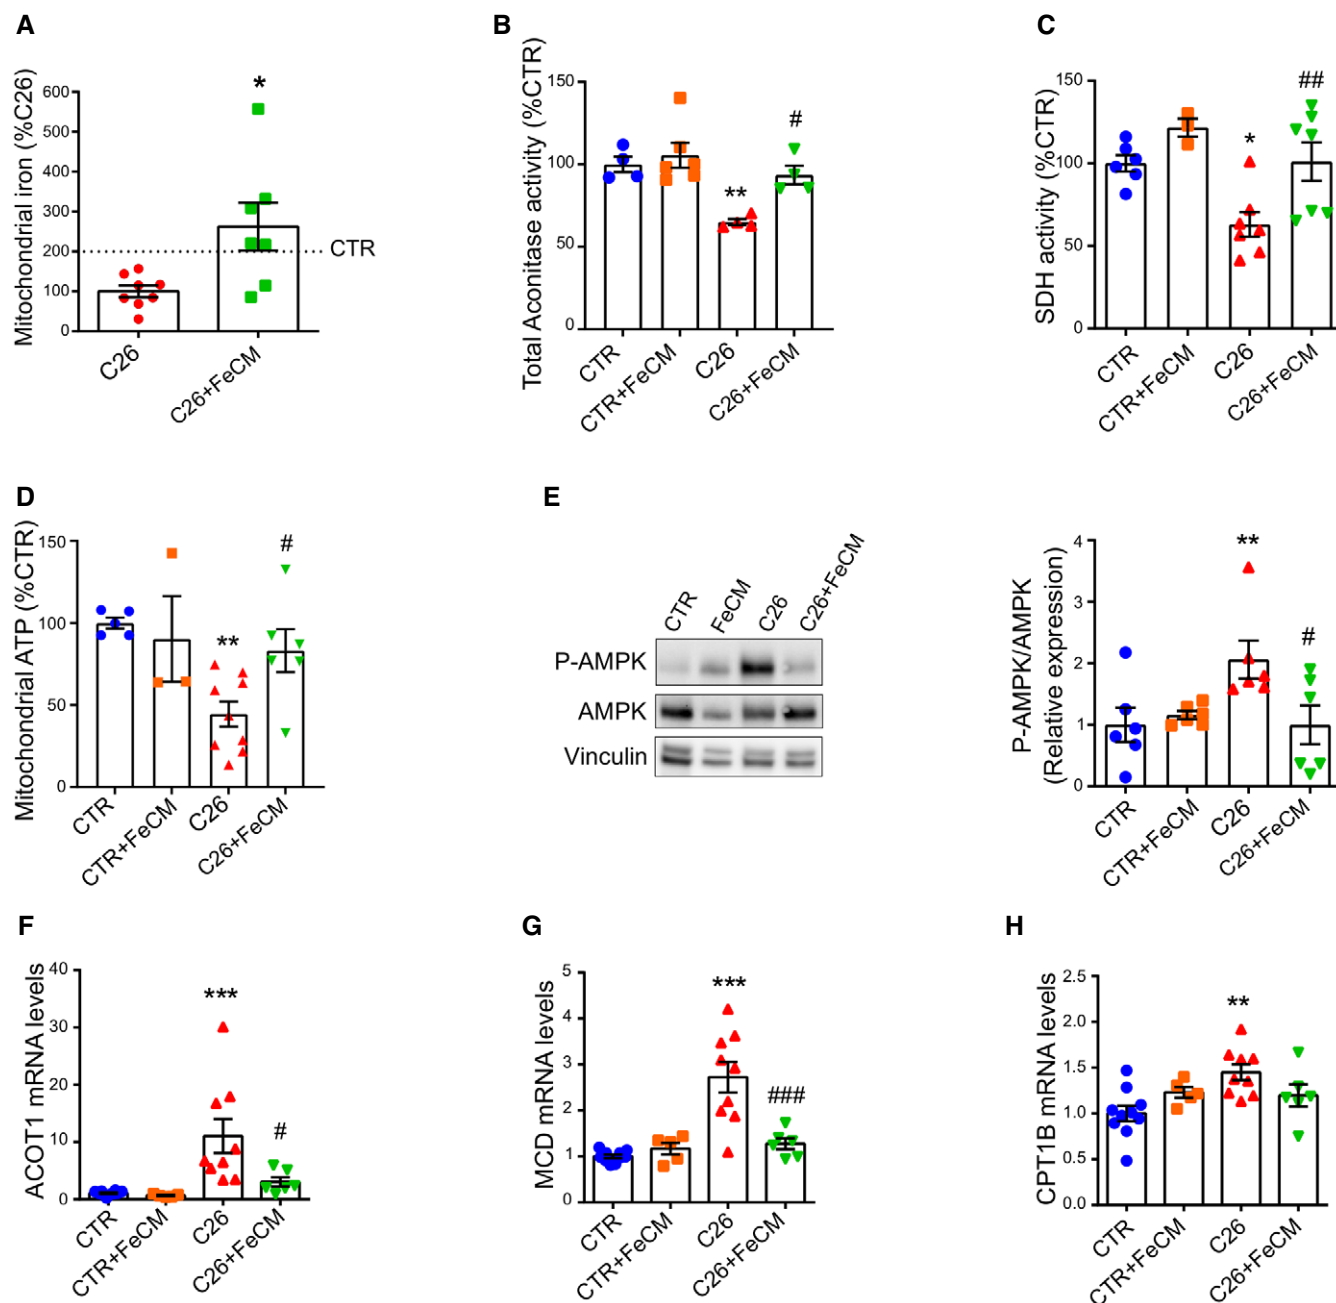 A
Mitochondrial iron (%C26)
600
500
400
300
200
100
0
*
CTR
C26
C26+FeCM
B
Total Aconitase activity (%CTR)
150
100
50
0
**
#
CTR
CTR+FeCM
C26
C26+FeCM
C
SDH activity (%CTR)
150
100
50
0
*
##
CTR
CTR+FeCM
C26
C26+FeCM
D
Mitochondrial ATP (%CTR)
150
100
50
0
**
#
CTR
CTR+FeCM
C26
C26+FeCM
E
CTR
FeCM
C26
C26+FeCM
P-AMPK
AMPK
Vinculin
P-AMPK/AMPK
(Relative expression)
4
3
2
1
0
**
#
CTR
CTR+FeCM
C26
C26+FeCM
F
ACOT1 mRNA levels
40
30
20
10
0
***
#
CTR
CTR+FeCM
C26
C26+FeCM
G
MCD mRNA levels
5
4
3
2
1
0
***
###
CTR
CTR+FeCM
C26
C26+FeCM
H
CPT1B mRNA levels
2.5
2.0
1.5
1.0
0.5
0.0
**
CTR
CTR+FeCM
C26
C26+FeCM